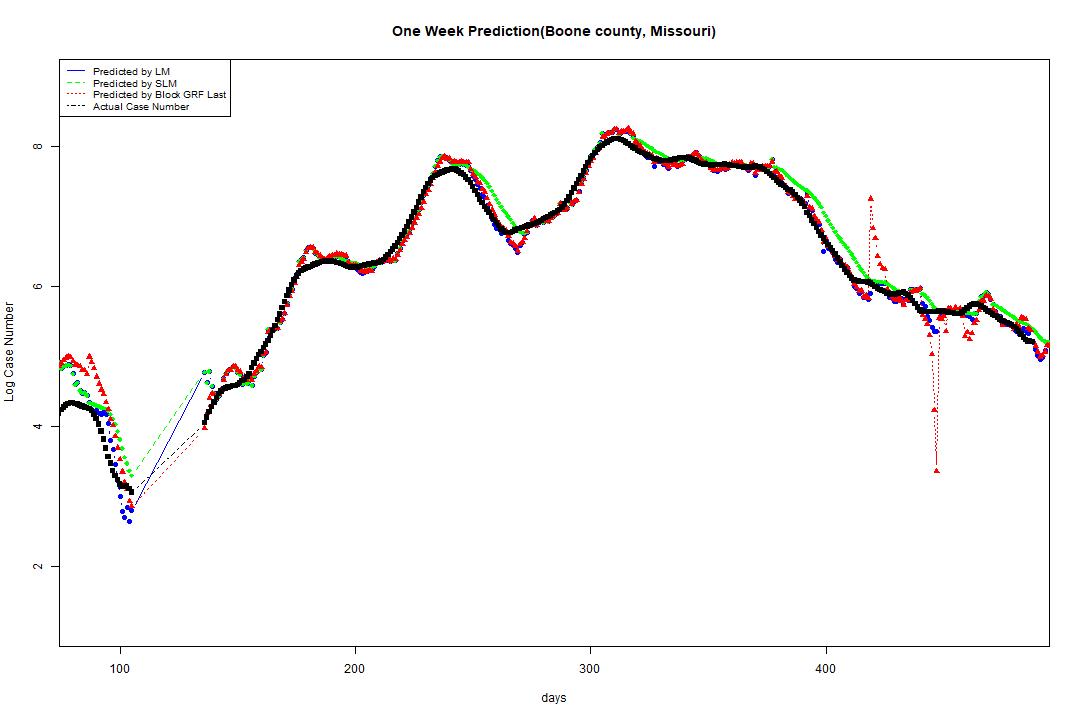 One Week Prediction(Boone county, Missouri)
Predicted by LM
Predicted by SLM
Predicted by Block GRF Last
Actual Case Number
8
6
4
2
Log Case Number
100 200 300 400
days